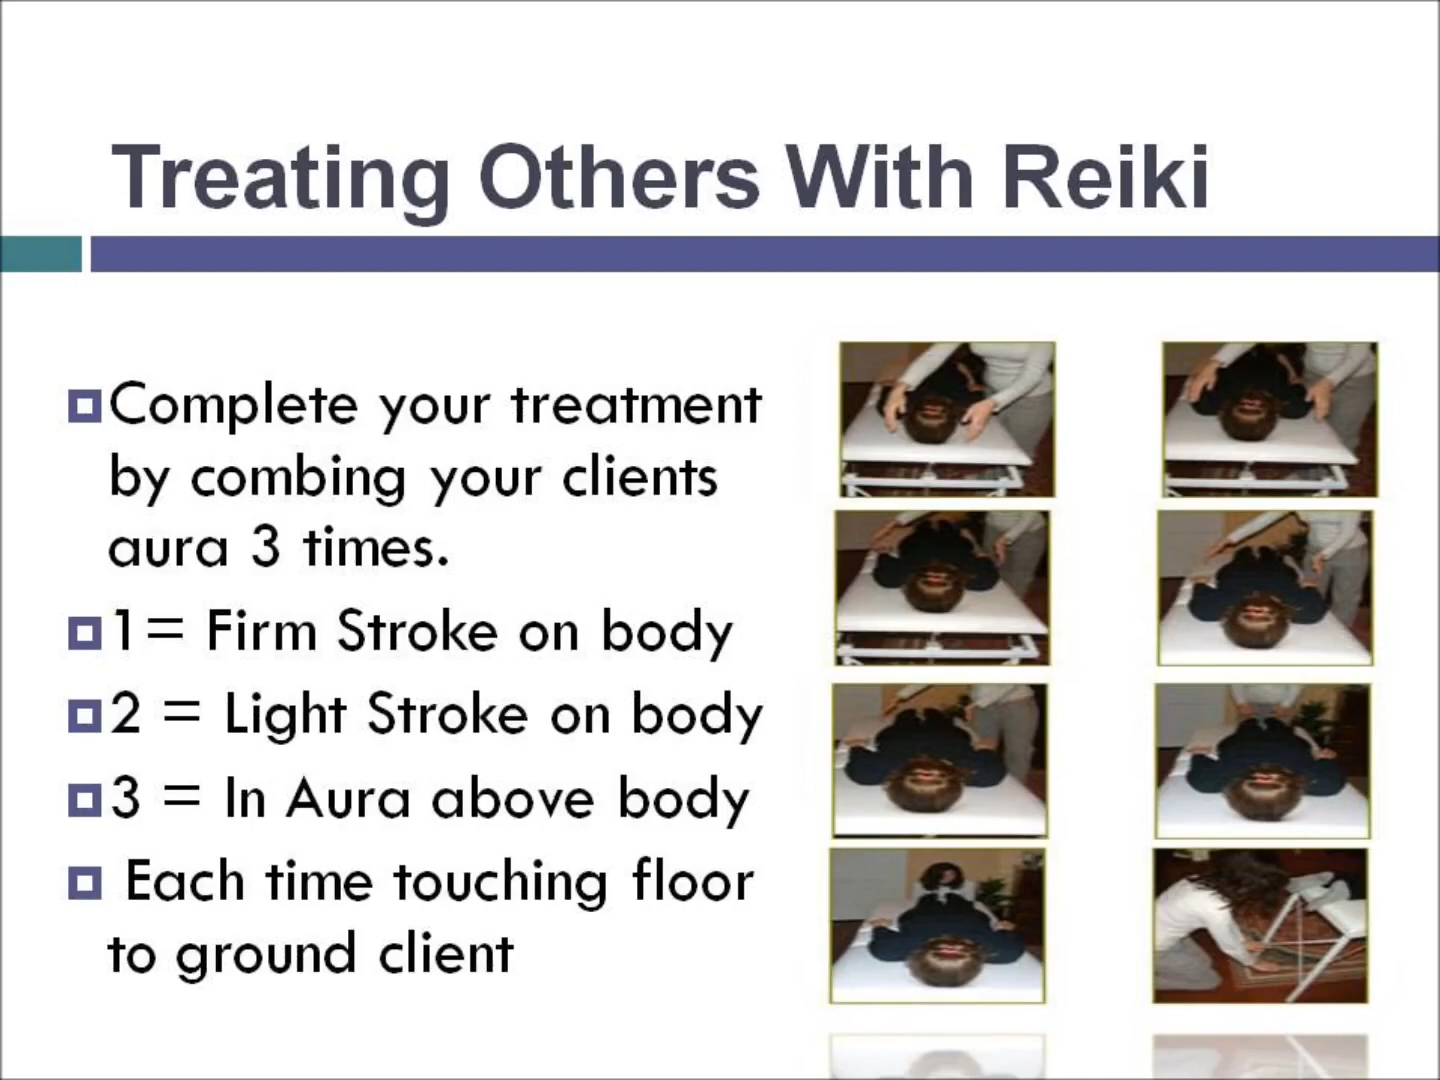 Treating Others With Reiki
Complete your treatment
by combing your clients
aura 3 times.
1= Firm Stroke on body
2 = Light Stroke on body
3 = In Aura above body
Each time touching floor
to ground client